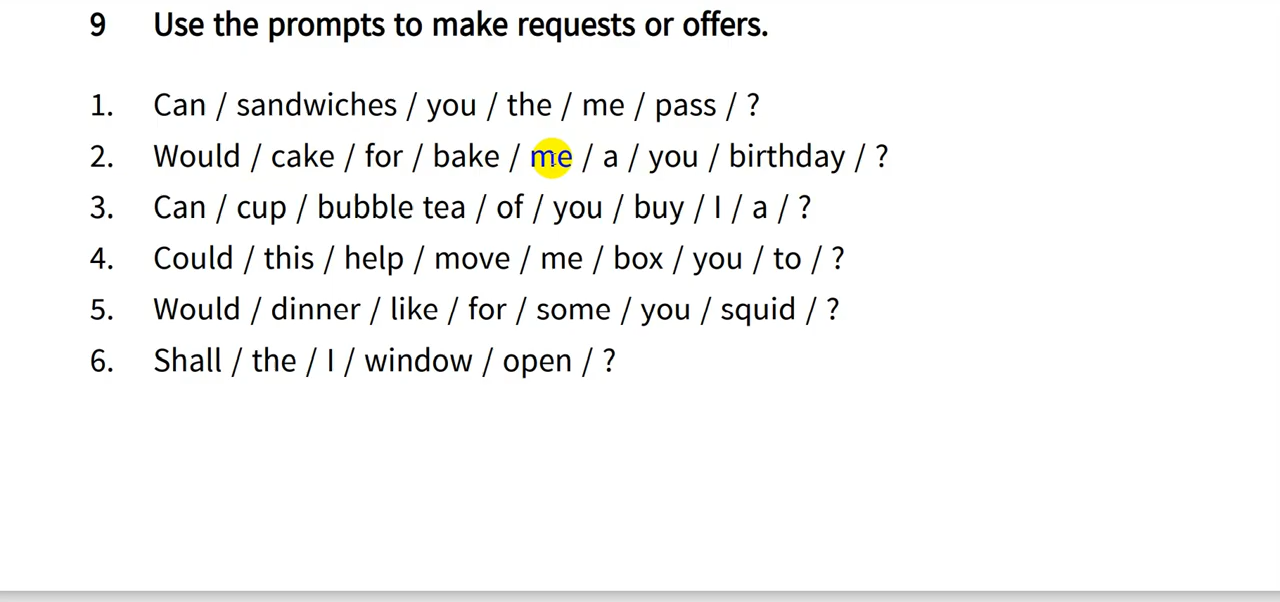 9 Use the prompts to make requests or offers.
1. Can / sandwiches / you / the / me / pass / ?
2. Would / cake / for / bake / me / a / you / birthday / ?
3. Can / cup / bubble tea / of / you / buy / I / a / ?
4. Could / this / help / move / me / box / you / to / ?
5. Would / dinner / like / for / some / you / squid / ?
6. Shall / the / I / window / open / ?